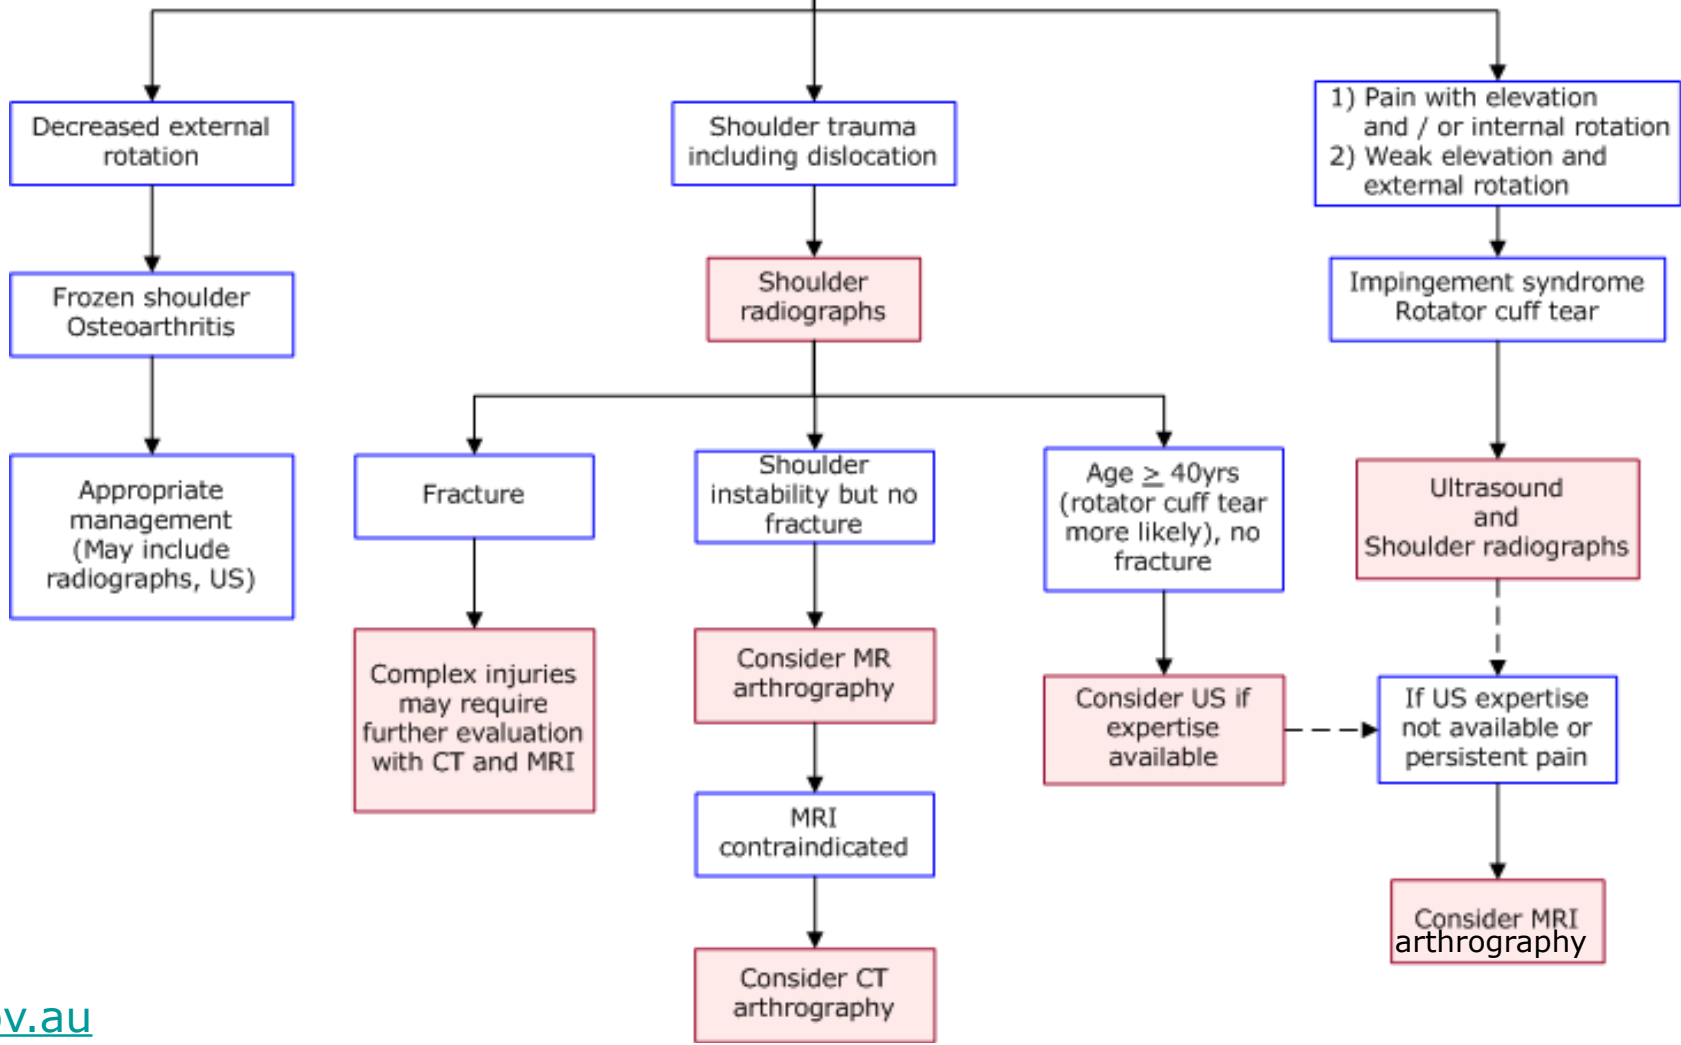 Decreased external
rotation
Shoulder trauma
including dislocation
1) Pain with elevation
and / or internal rotation
2) Weak elevation and
external rotation
Frozen shoulder
Osteoarthritis
Shoulder
radiographs
Impingement syndrome
Rotator cuff tear
Appropriate
management
(May include
radiographs, US)
Fracture
Shoulder
instability but no
fracture
Age ≥ 40yrs
(rotator cuff tear
more likely), no
fracture
Ultrasound
and
Shoulder radiographs
Complex injuries
may require
further evaluation
with CT and MRI
Consider MR
arthrography
Consider US if
expertise
available
If US expertise
not available or
persistent pain
MRI
contraindicated
Consider MRI
arthrography
Consider CT
arthrography
ov.au